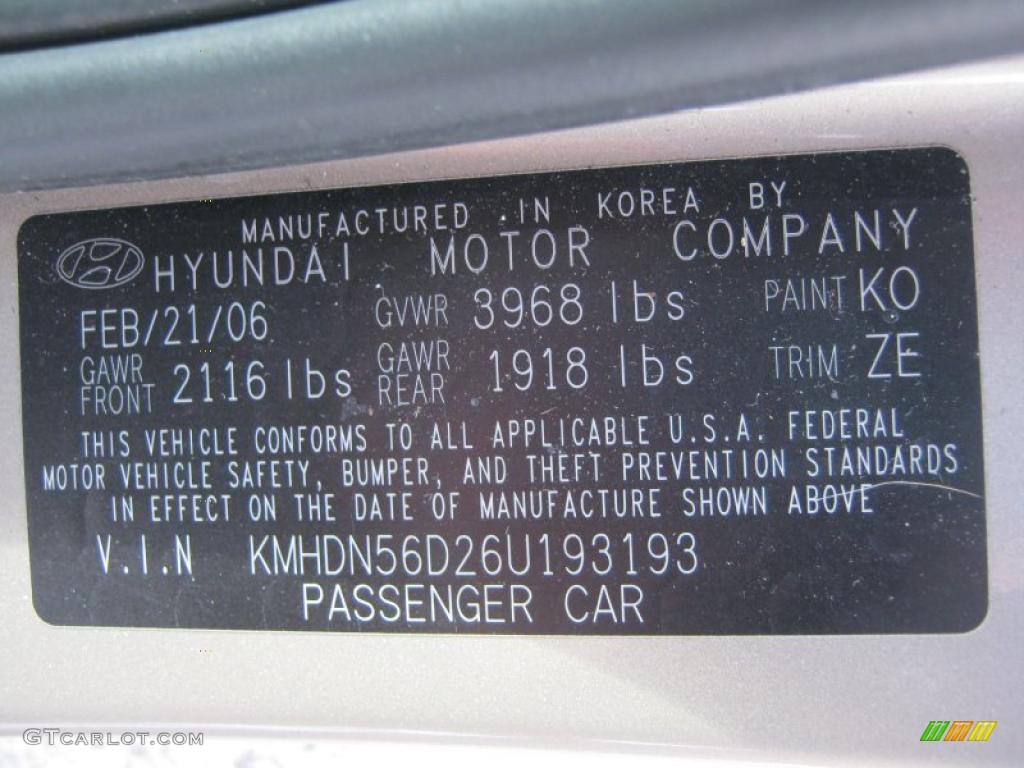 MANUFACTURED IN KOREA BY
HYUNDAI MOTOR COMPANY
FEB/21/06 GVWR 3968 lbs PAINT KO
GAWR FRONT 2116 lbs GAWR REAR 1918 lbs TRIM ZE
THIS VEHICLE CONFORMS TO ALL APPLICABLE U.S.A. FEDERAL
MOTOR VEHICLE SAFETY, BUMPER, AND THEFT PREVENTION STANDARDS
IN EFFECT ON THE DATE OF MANUFACTURE SHOWN ABOVE
V.I.N KMHDN56D26U193193
PASSENGER CAR
GTCARLOT.COM